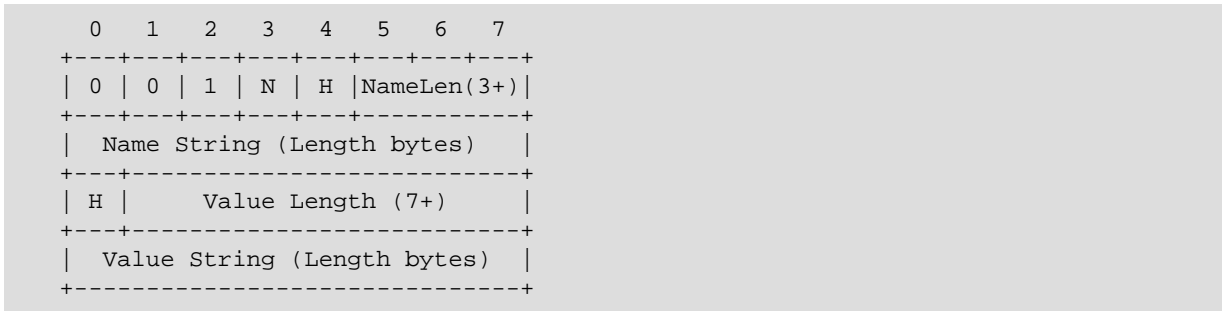 0   1   2   3   4   5   6   7
+---+---+---+---+---+---+---+---+
| 0 | 0 | 1 | N | H |NameLen(3+)|
+---+---+---+---+---+-----------+
|  Name String (Length bytes)   |
+---+---------------------------+
| H |     Value Length (7+)     |
+---+---------------------------+
|  Value String (Length bytes)  |
+-------------------------------+